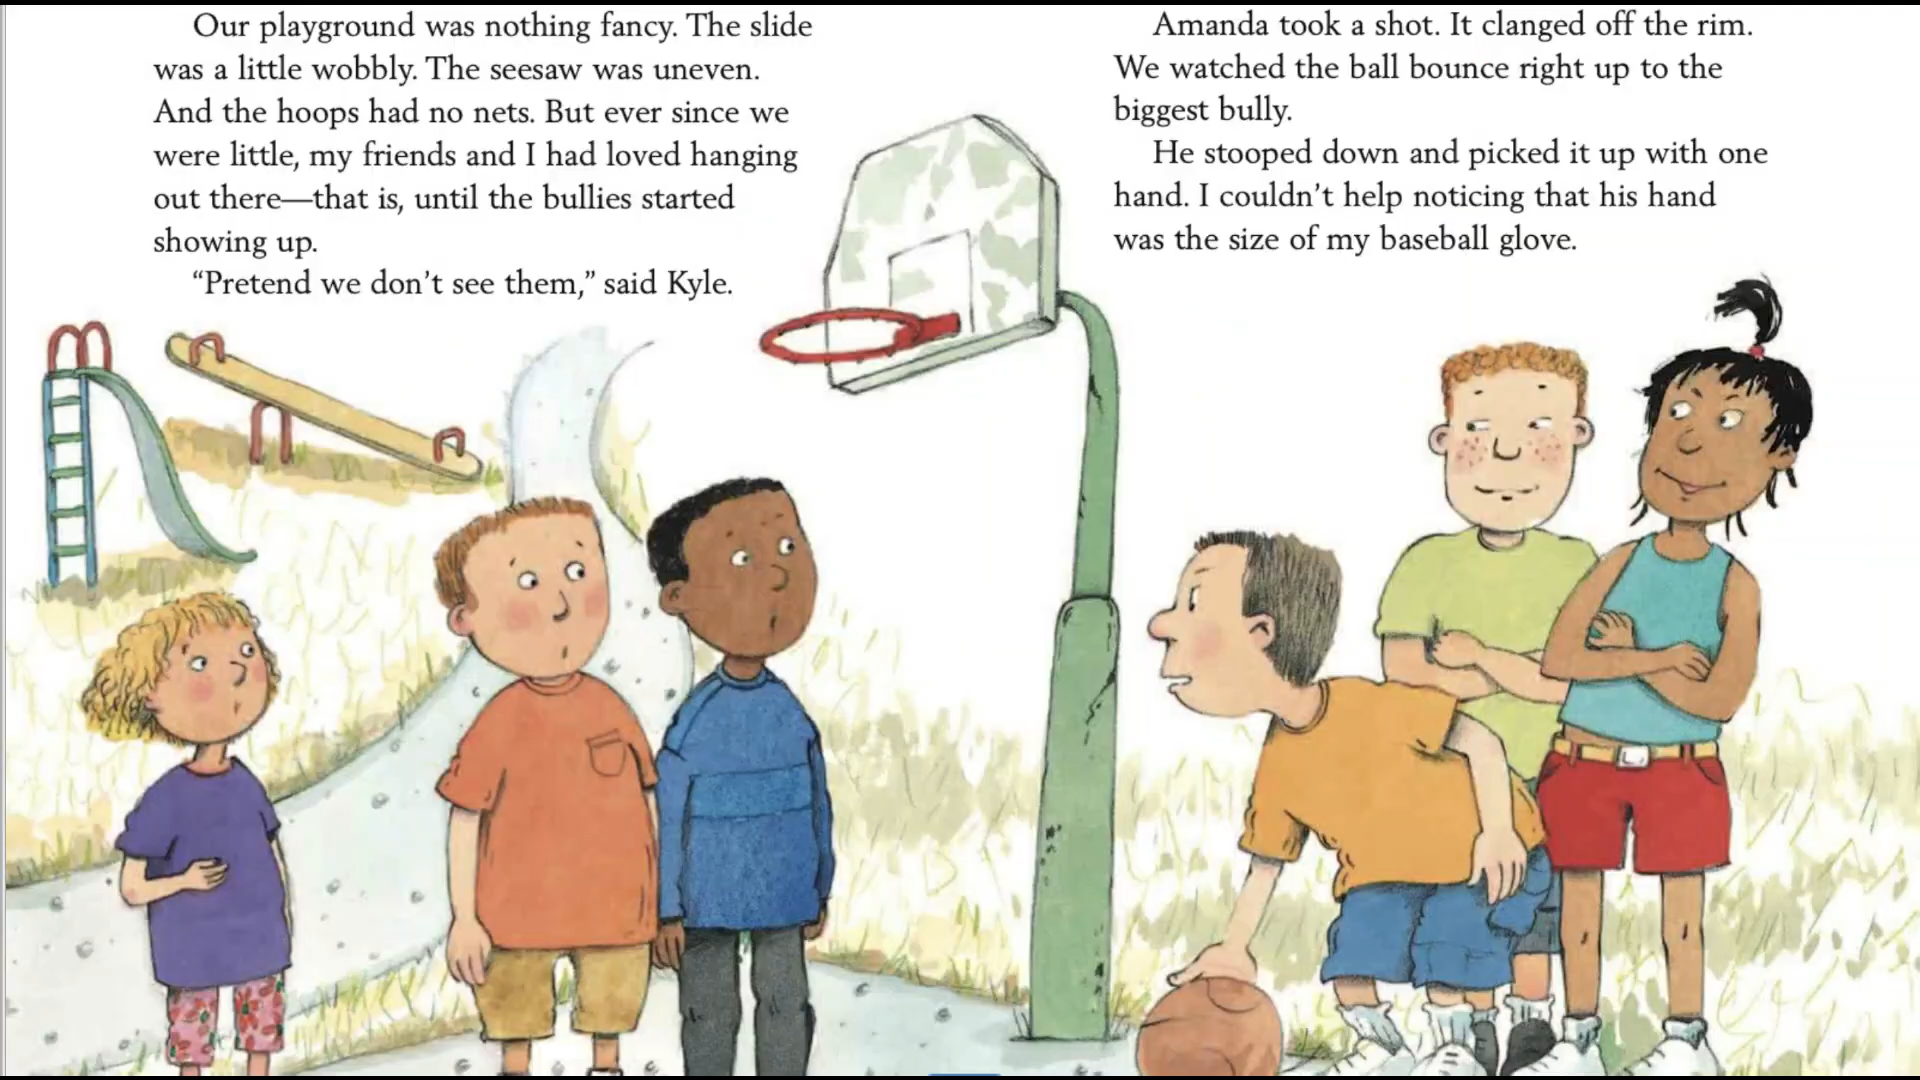 Our playground was nothing fancy. The slide
was a little wobbly. The seesaw was uneven.
And the hoops had no nets. But ever since we
were little, my friends and I had loved hanging
out there—that is, until the bullies started
showing up.
“Pretend we don’t see them,” said Kyle.
Amanda took a shot. It clanged off the rim.
We watched the ball bounce right up to the
biggest bully.
He stooped down and picked it up with one
hand. I couldn’t help noticing that his hand
was the size of my baseball glove.